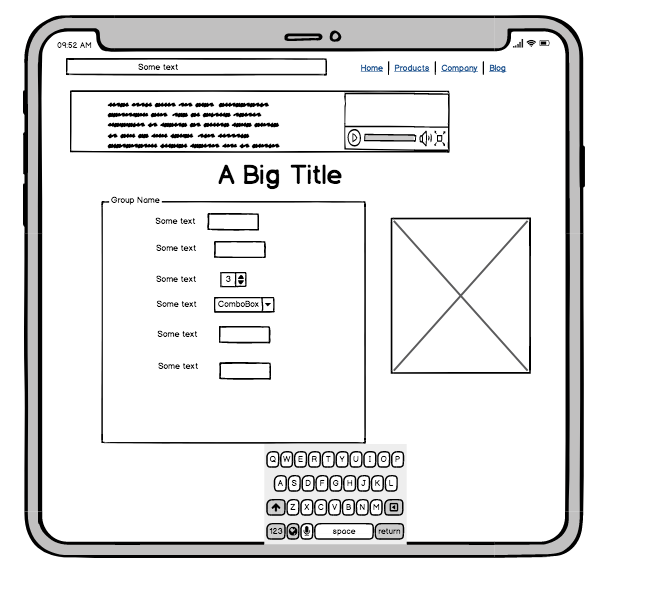 09:52 AM
Some text
Home Products Company Blog
A Big Title
Group Name
Some text
Some text
Some text 3
Some text ComboBox
Some text
Some text
Q W E R T Y U I O P
A S D F G H J K L
Z X C V B N M
123 space return